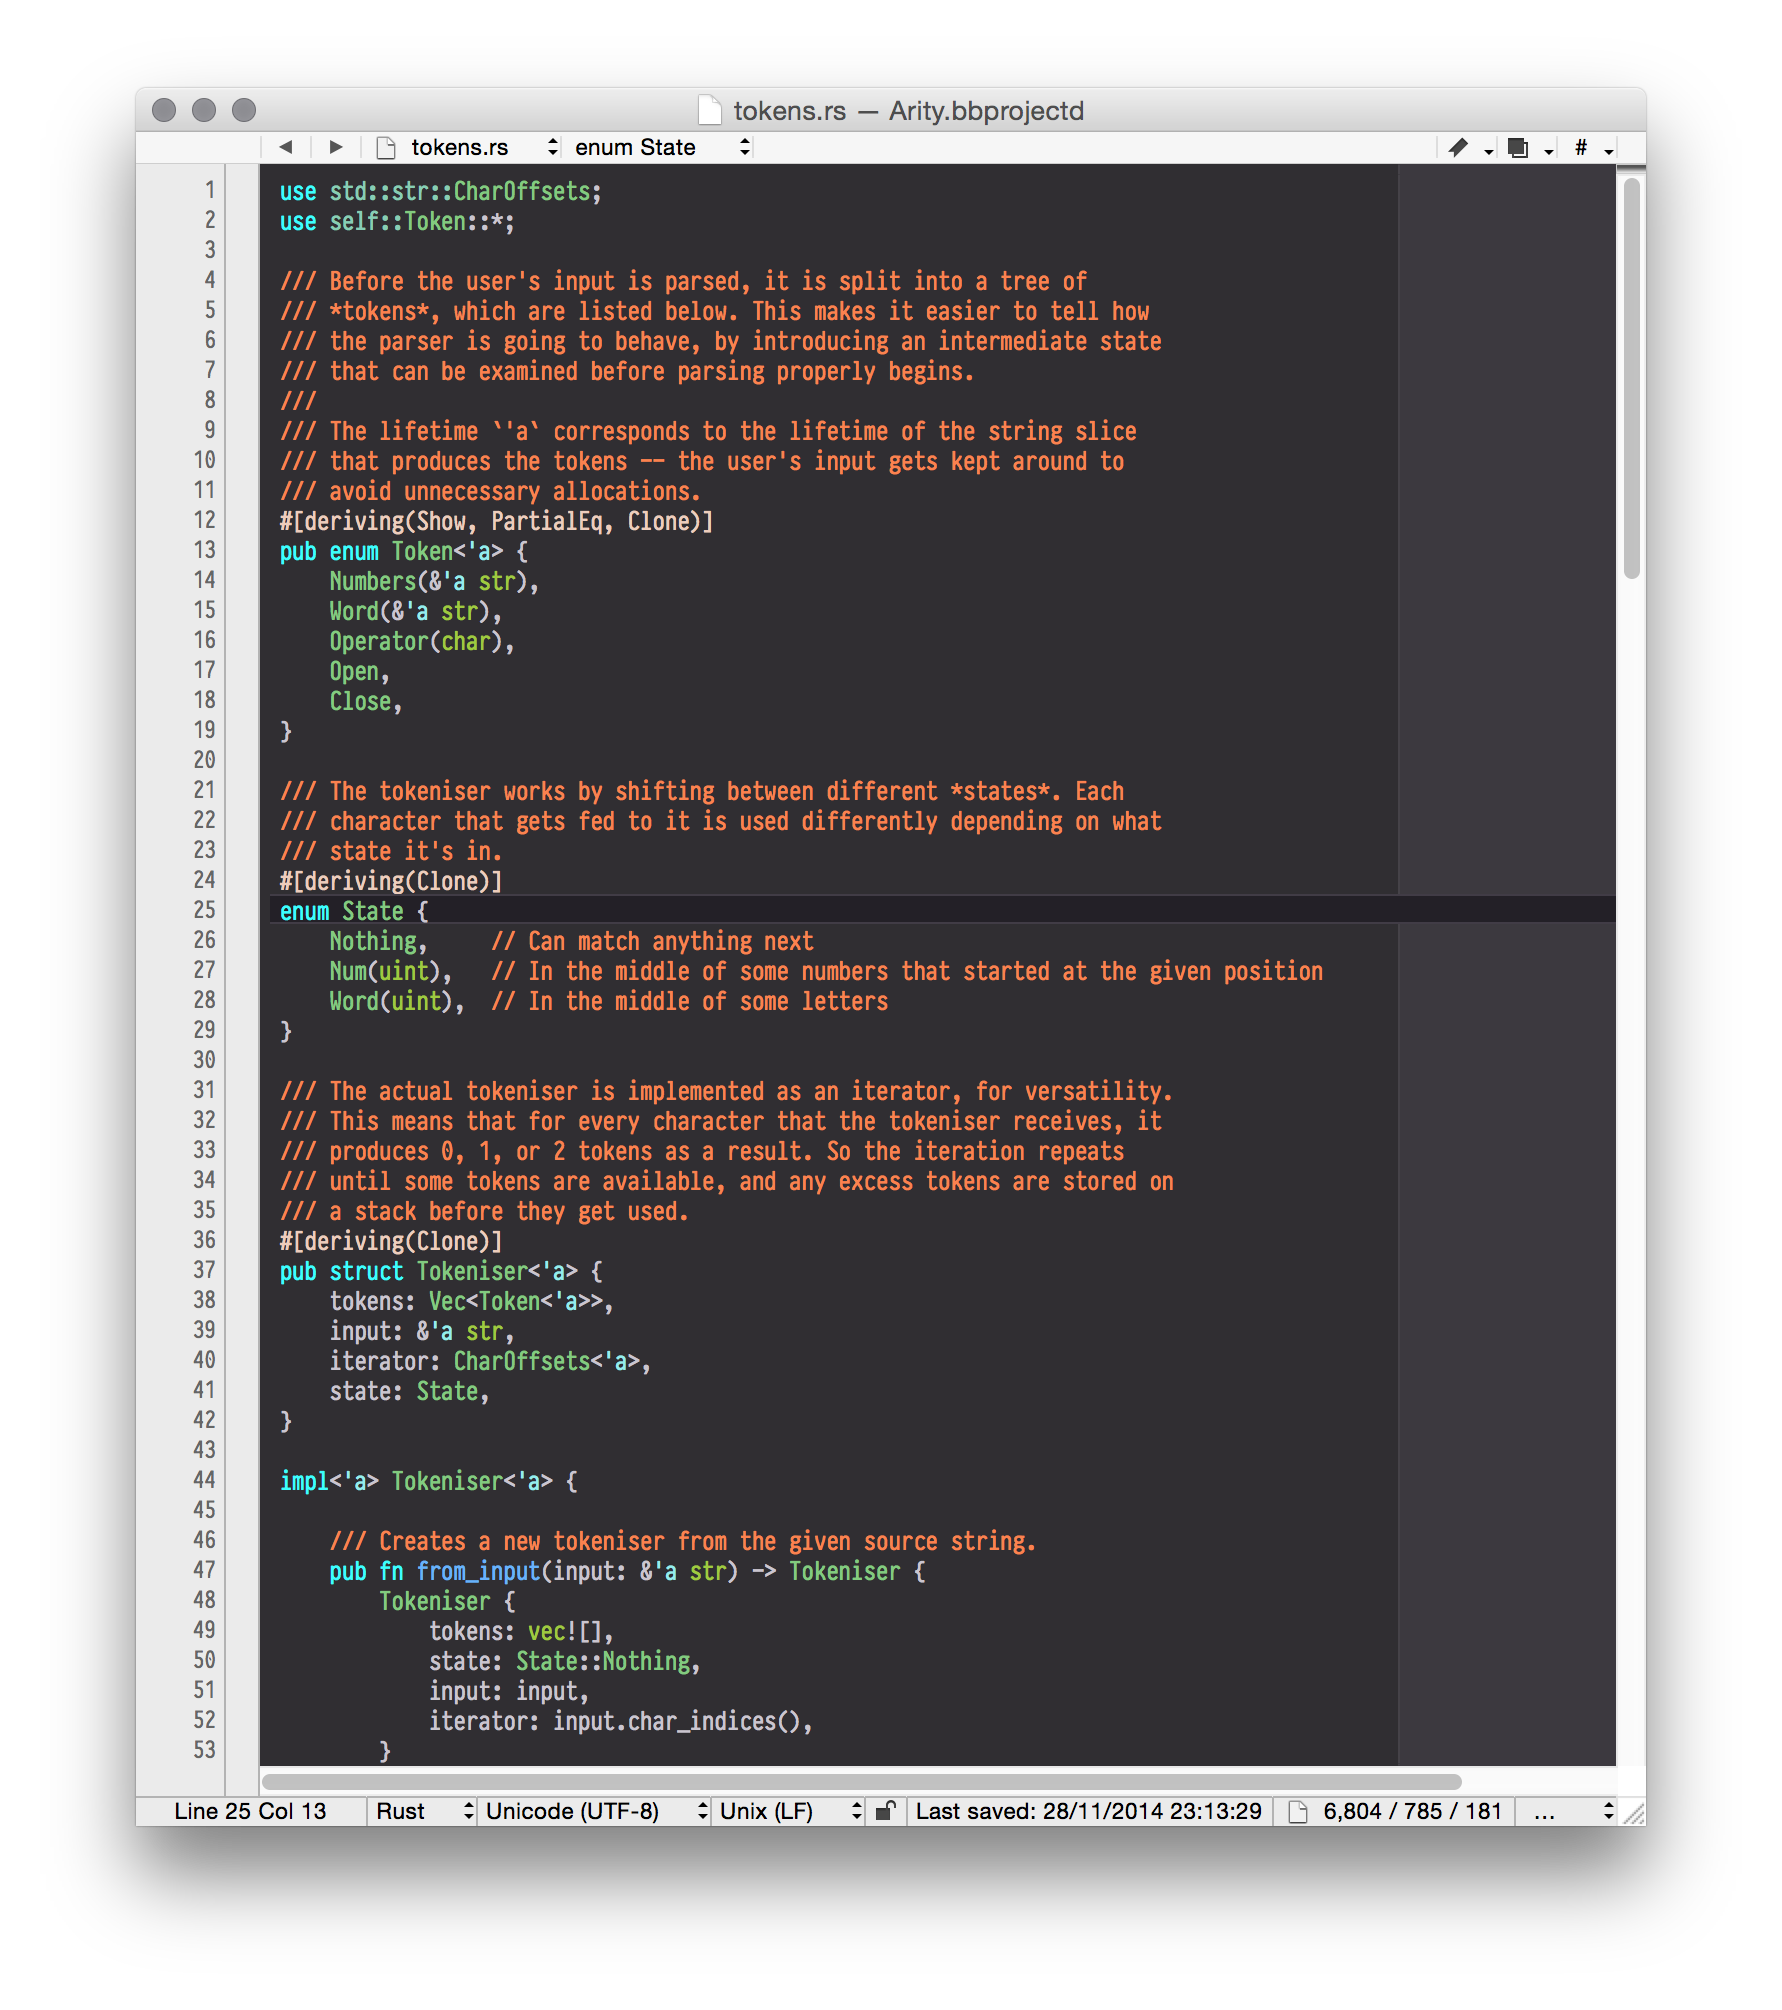 tokens.rs — Arity.bbprojectd
tokens.rs enum State #
1 use std::str::CharOffsets;
2 use self::Token::*;
3
4 /// Before the user's input is parsed, it is split into a tree of
5 /// *tokens*, which are listed below. This makes it easier to tell how
6 /// the parser is going to behave, by introducing an intermediate state
7 /// that can be examined before parsing properly begins.
8 ///
9 /// The lifetime `'a` corresponds to the lifetime of the string slice
10 /// that produces the tokens -- the user's input gets kept around to
11 /// avoid unnecessary allocations.
12 #[deriving(Show, PartialEq, Clone)]
13 pub enum Token<'a> {
14     Numbers(&'a str),
15     Word(&'a str),
16     Operator(char),
17     Open,
18     Close,
19 }
20
21 /// The tokeniser works by shifting between different *states*. Each
22 /// character that gets fed to it is used differently depending on what
23 /// state it's in.
24 #[deriving(Clone)]
25 enum State {
26     Nothing,     // Can match anything next
27     Num(uint),   // In the middle of some numbers that started at the given position
28     Word(uint),  // In the middle of some letters
29 }
30
31 /// The actual tokeniser is implemented as an iterator, for versatility.
32 /// This means that for every character that the tokeniser receives, it
33 /// produces 0, 1, or 2 tokens as a result. So the iteration repeats
34 /// until some tokens are available, and any excess tokens are stored on
35 /// a stack before they get used.
36 #[deriving(Clone)]
37 pub struct Tokeniser<'a> {
38     tokens: Vec<Token<'a>>,
39     input: &'a str,
40     iterator: CharOffsets<'a>,
41     state: State,
42 }
43
44 impl<'a> Tokeniser<'a> {
45
46     /// Creates a new tokeniser from the given source string.
47     pub fn from_input(input: &'a str) -> Tokeniser {
48         Tokeniser {
49             tokens: vec![],
50             state: State::Nothing,
51             input: input,
52             iterator: input.char_indices(),
53         }
Line 25 Col 13 Rust Unicode (UTF-8) Unix (LF) Last saved: 28/11/2014 23:13:29 6,804 / 785 / 181 ...